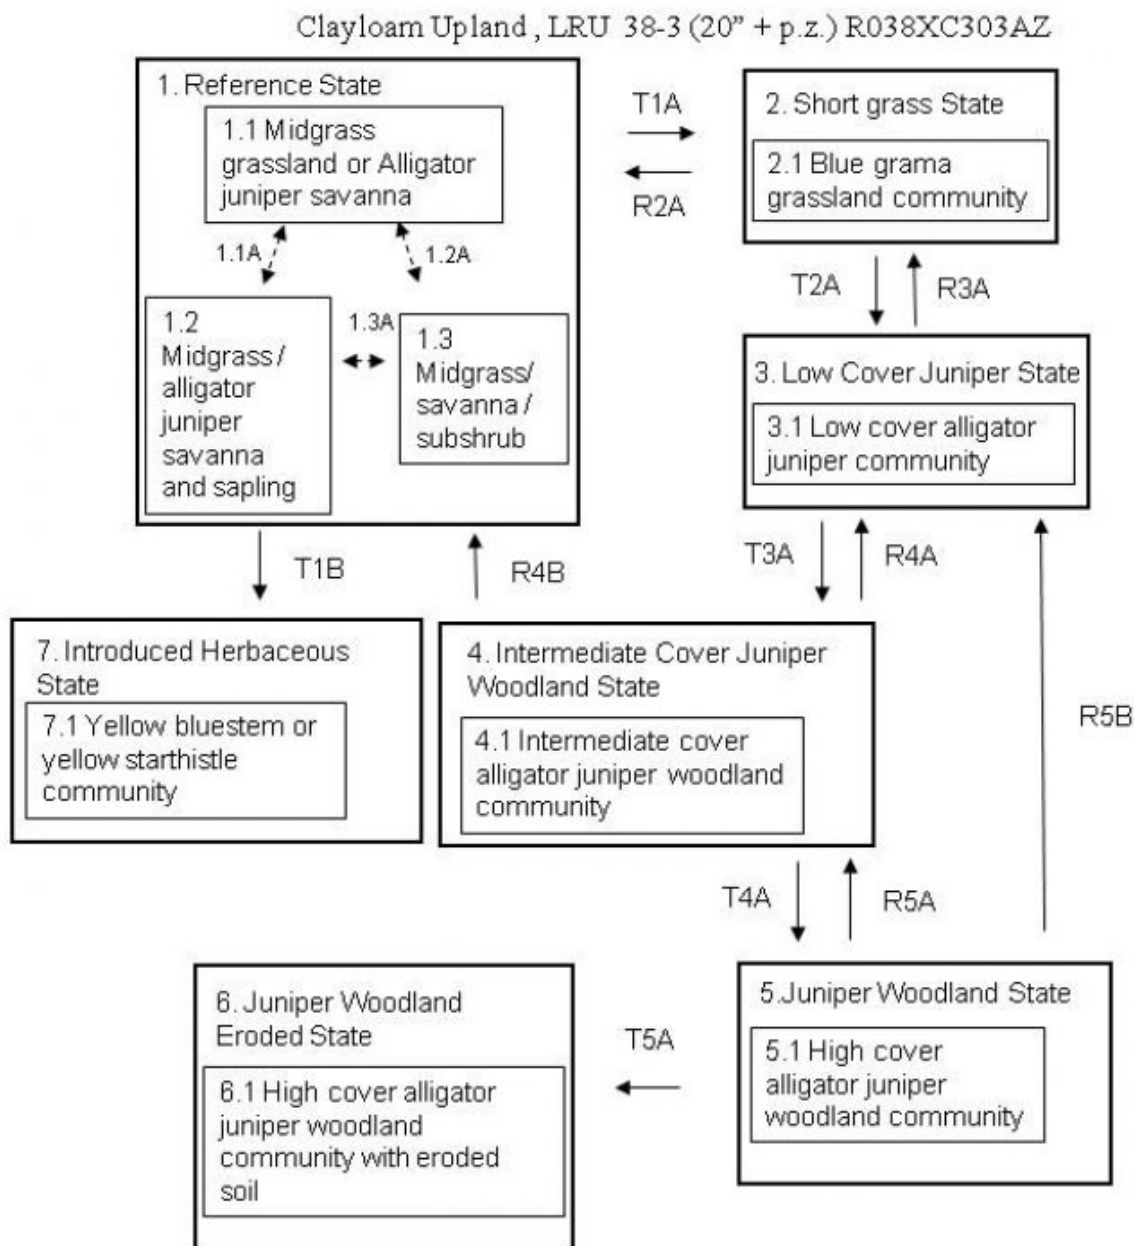 Clayloam Upland , LRU 38-3 (20” + p.z.) R038XC303AZ
1. Reference State
1.1 Midgrass
grassland or Alligator
juniper savanna
1.1A
1.2A
1.2
Midgrass /
alligator
juniper
savanna
and sapling
1.3A
1.3
Midgrass/
savanna /
subshrub
T1A
R2A
2. Short grass State
2.1 Blue grama
grassland community
T2A
R3A
3. Low Cover Juniper State
3.1 Low cover alligator
juniper community
T1B
R4B
T3A
R4A
7. Introduced Herbaceous
State
7.1 Yellow bluestem or
yellow starthistle
community
4. Intermediate Cover Juniper
Woodland State
4.1 Intermediate cover
alligator juniper woodland
community
R5B
T4A
R5A
6. Juniper Woodland
Eroded State
6.1 High cover alligator
juniper woodland
community with eroded
soil
T5A
5.Juniper Woodland State
5.1 High cover
alligator juniper
woodland community